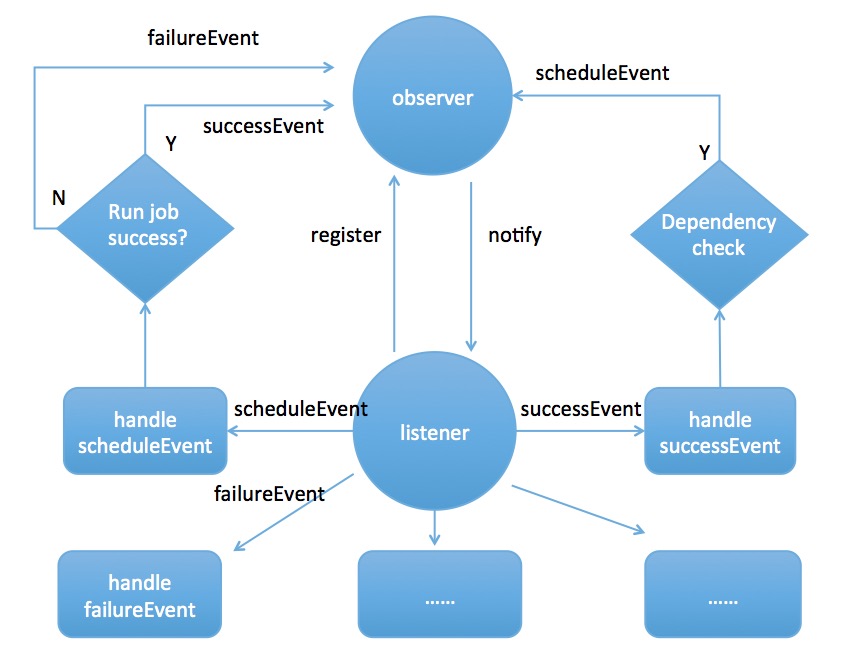 failureEvent
observer
scheduleEvent
successEvent
Y
Y
N
Run job
success?
Dependency
check
register
notify
handle
scheduleEvent
scheduleEvent
listener
successEvent
handle
successEvent
failureEvent
handle
failureEvent
......
......